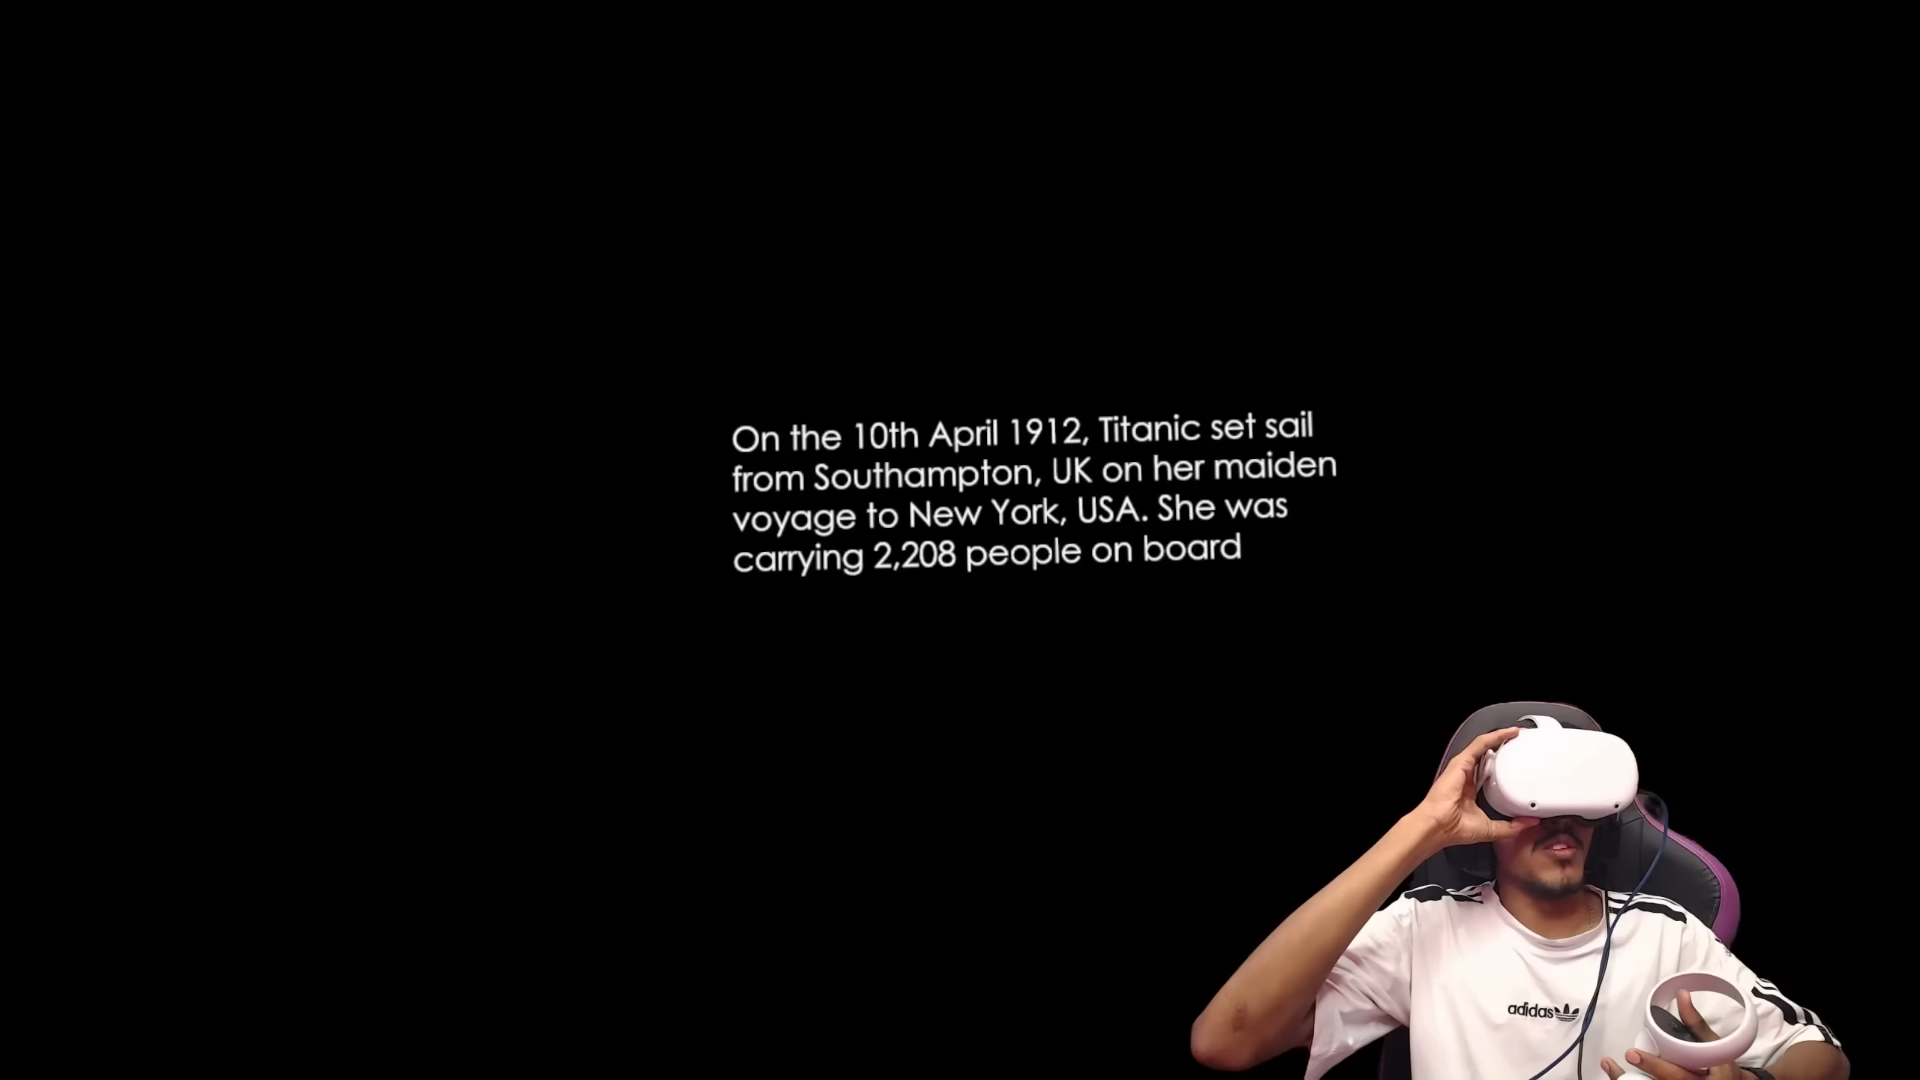 On the 10th April 1912, Titanic set sail
from Southampton, UK on her maiden
voyage to New York, USA. She was
carrying 2,208 people on board
adidas